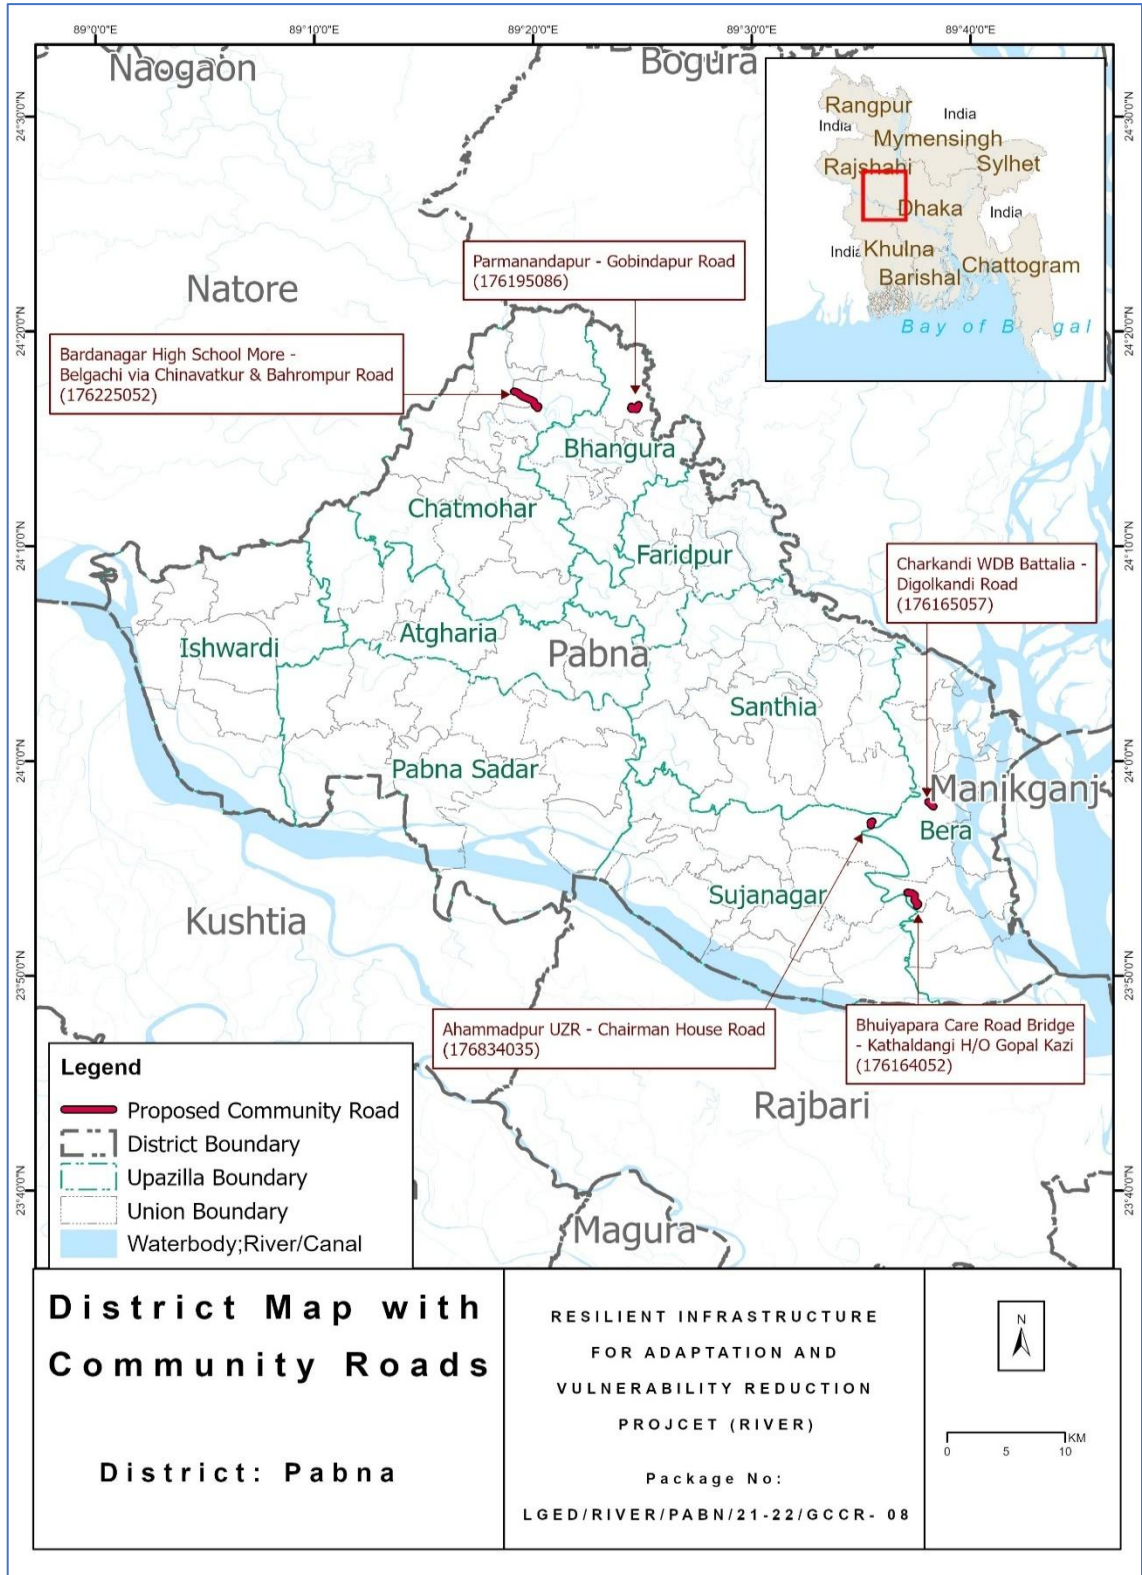 89°0'0"E
89°10'0"E
89°20'0"E
89°30'0"E
89°40'0"E
24°30'0"N
24°20'0"N
24°10'0"N
24°0'0"N
23°50'0"N
23°40'0"N
24°30'0"N
24°20'0"N
24°10'0"N
24°0'0"N
23°50'0"N
23°40'0"N
Naogaon
Bogura
Rangpur
India
India
Mymensingh
Rajshahi
Sylhet
Dhaka
India
India
Khulna
Chattogram
Barishal
Bay of B gal
Natore
Parmanandapur - Gobindapur Road
(176195086)
Bardanagar High School More -
Belgachi via Chinavatkur & Bahrompur Road
(176225052)
Bhangura
Chatmohar
Faridpur
Charkandi WDB Battalia -
Digolkandi Road
(176165057)
Ishwardi
Atgharia
Pabna
Santhia
Pabna Sadar
Manikganj
Bera
Sujanagar
Kushtia
Ahammadpur UZR - Chairman House Road
(176834035)
Bhuiyapara Care Road Bridge
- Kathaldangi H/O Gopal Kazi
(176164052)
Rajbari
Magura
Legend
Proposed Community Road
District Boundary
Upazilla Boundary
Union Boundary
Waterbody;River/Canal
District Map with
Community Roads
District: Pabna
RESILIENT INFRASTRUCTURE
FOR ADAPTATION AND
VULNERABILITY REDUCTION
PROJCET (RIVER)
Package No:
LGED/RIVER/PABN/21-22/GCCR- 08
N
KM
0 5 10